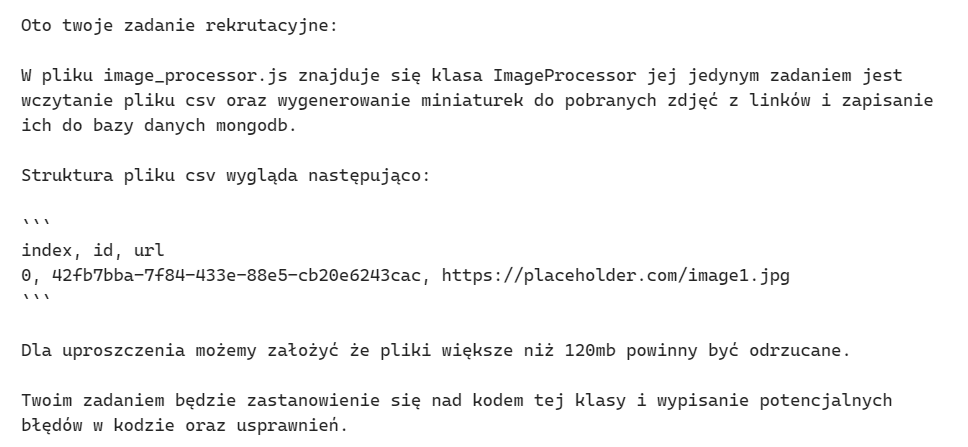 Oto twoje zadanie rekrutacyjne:
W pliku image_processor.js znajduje się klasa ImageProcessor jej jedynym zadaniem jest
wczytanie pliku csv oraz wygenerowanie miniaturek do pobranych zdjęć z linków i zapisanie
ich do bazy danych mongodb.
Struktura pliku csv wygląda następująco:
```
index, id, url
0, 42fb7bba-7f84-433e-88e5-cb20e6243cac, https://placeholder.com/image1.jpg
```
Dla uproszczenia możemy założyć że pliki większe niż 120mb powinny być odrzucane.
Twoim zadaniem będzie zastanowienie się nad kodem tej klasy i wypisanie potencjalnych
błędów w kodzie oraz usprawnień.